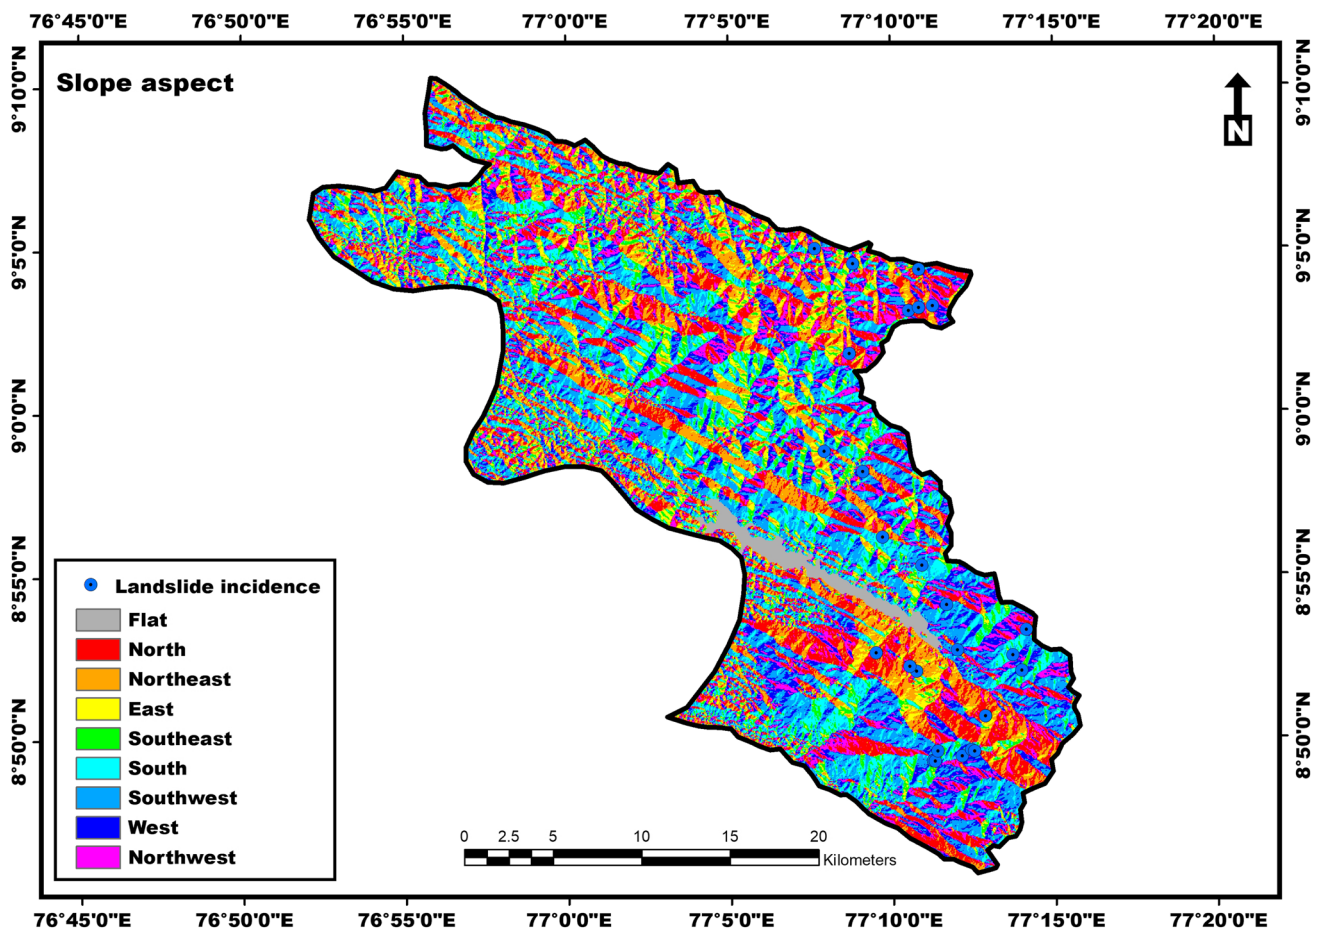 76°45'0"E 76°50'0"E 76°55'0"E 77°0'0"E 77°5'0"E 77°10'0"E 77°15'0"E 77°20'0"E
Slope aspect
N
9°10'0"N
9°5'0"N
9°0'0"N
8°55'0"N
8°50'0"N
9°10'0"N
9°5'0"N
9°0'0"N
8°55'0"N
8°50'0"N
Landslide incidence
Flat
North
Northeast
East
Southeast
South
Southwest
West
Northwest
0 2.5 5 10 15 20
Kilometers
76°45'0"E 76°50'0"E 76°55'0"E 77°0'0"E 77°5'0"E 77°10'0"E 77°15'0"E 77°20'0"E